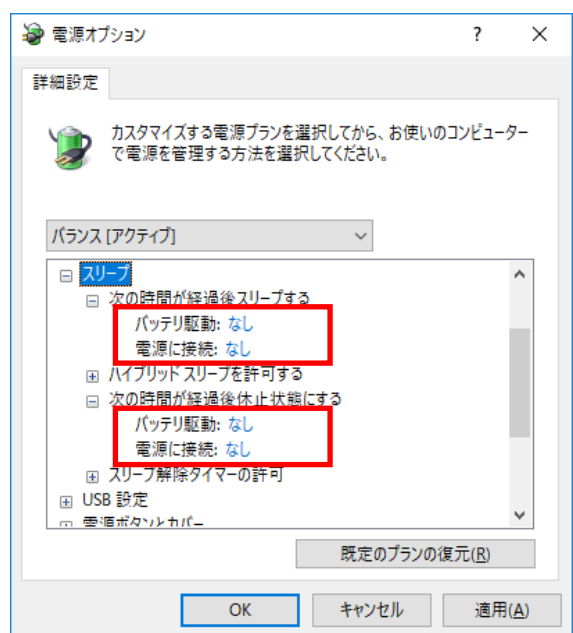 電源オプション
詳細設定
カスタマイズする電源プランを選択してから、お使いのコンピューター
で電源を管理する方法を選択してください。
バランス [アクティブ]
スリープ
次の時間が経過後スリープする
バッテリ駆動: なし
電源に接続: なし
ハイブリッド スリープを許可する
次の時間が経過後休止状態にする
バッテリ駆動: なし
電源に接続: なし
スリープ解除タイマーの許可
USB 設定
電源ボタンとカバー
既定のプランの復元(R)
OK キャンセル 適用(A)